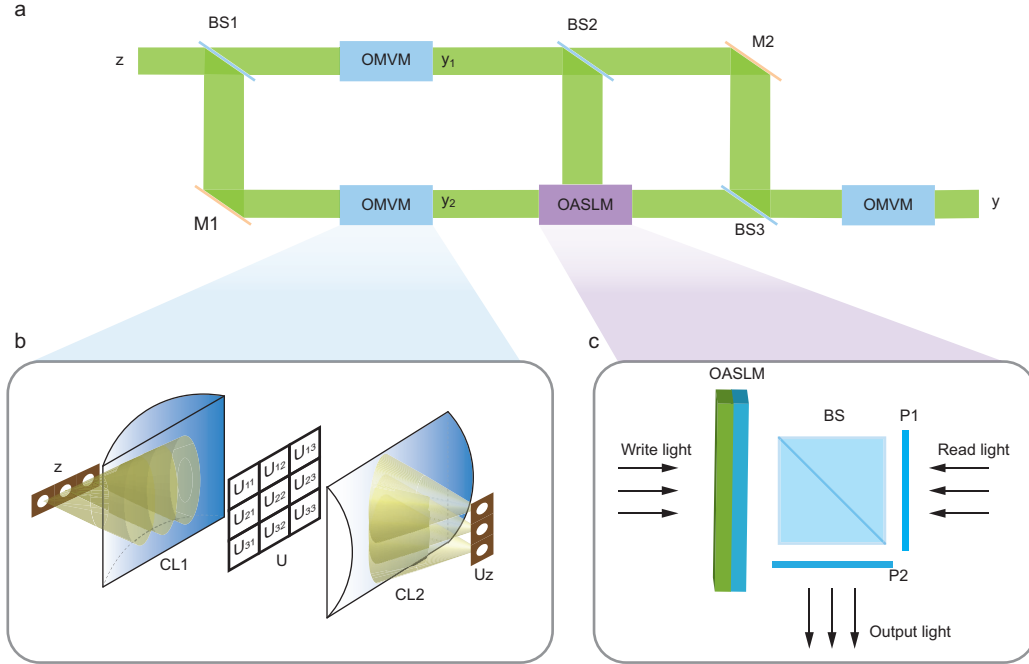 a
BS1
BS2
M2
z
OMVM
y1
M1
OMVM
y2
OASLM
BS3
OMVM
y
b
z
CL1
U11 U12 U13
U21 U22 U23
U31 U32 U33
U
CL2
Uz
c
OASLM
BS
P1
Write light
Read light
P2
Output light